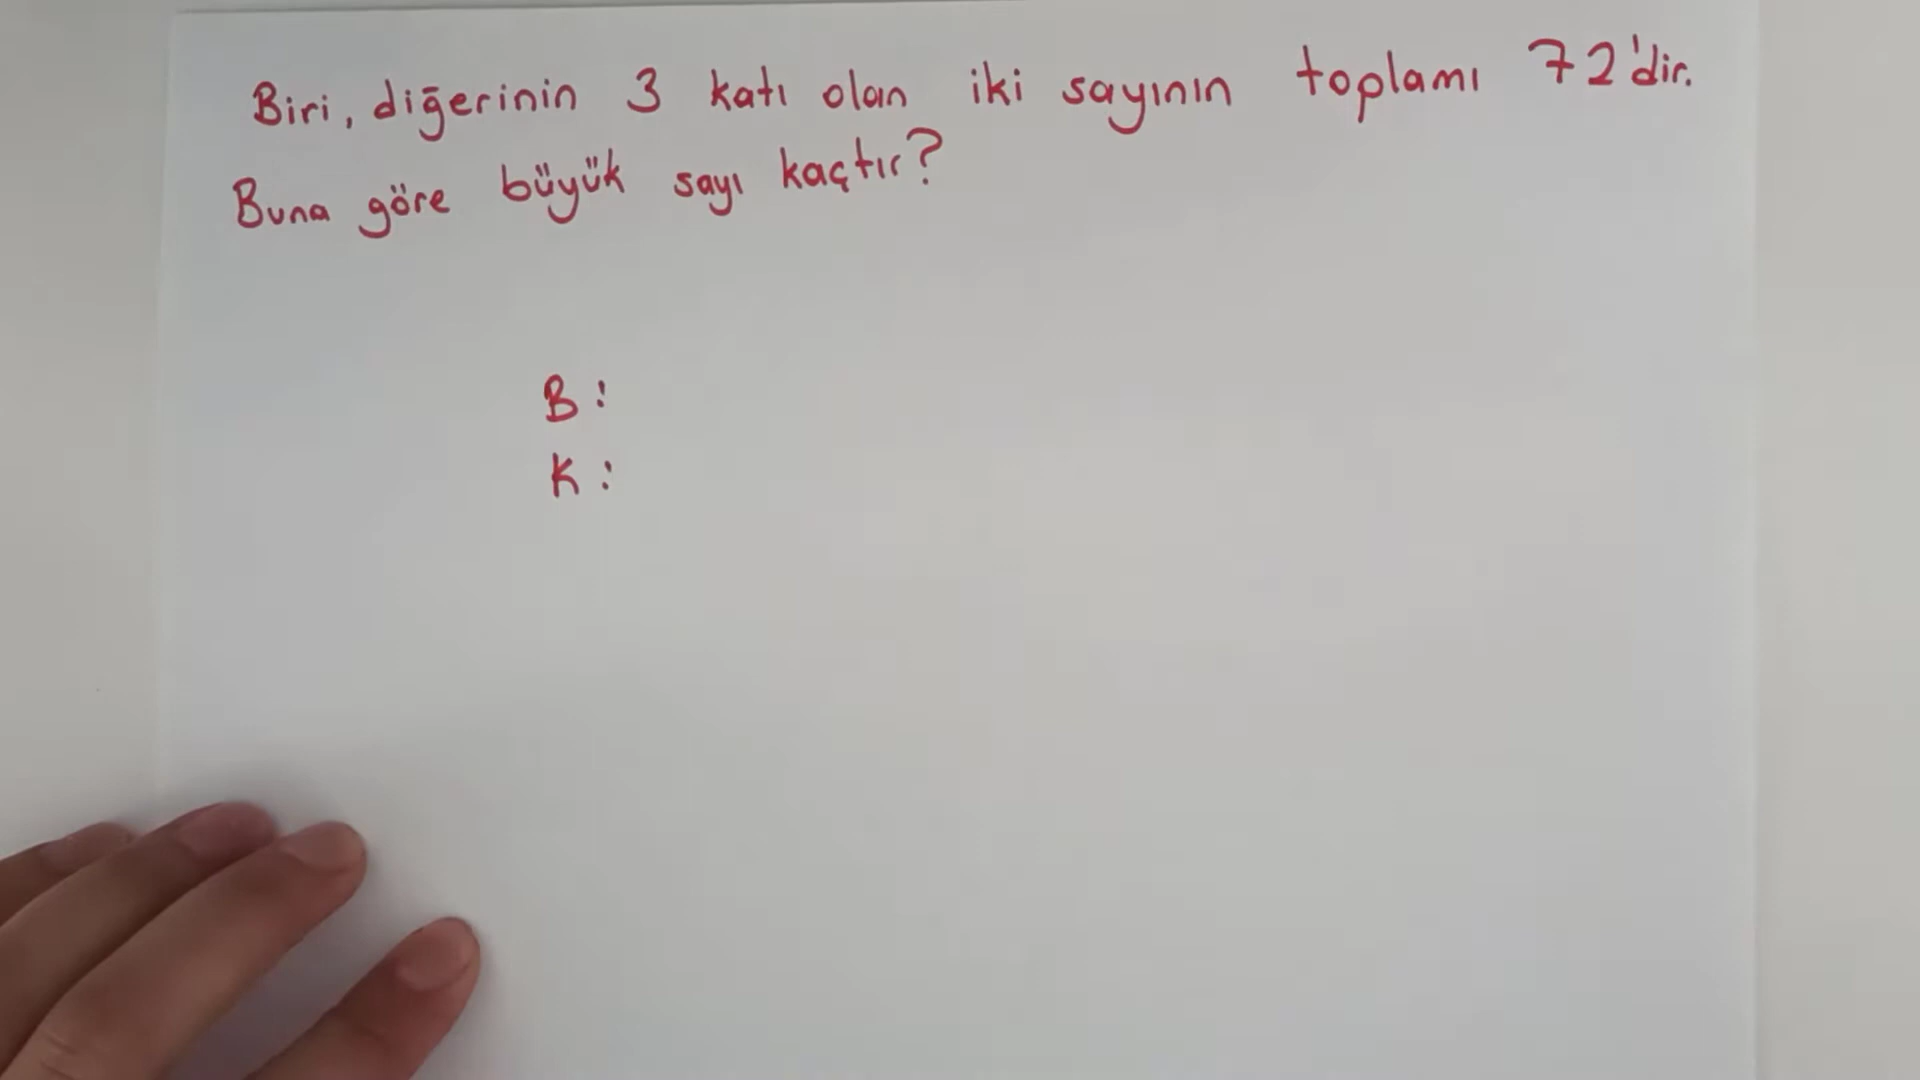 Biri, diğerinin 3 katı olan iki sayının toplamı 72'dir.
Buna göre büyük sayı kaçtır?
B:
K: